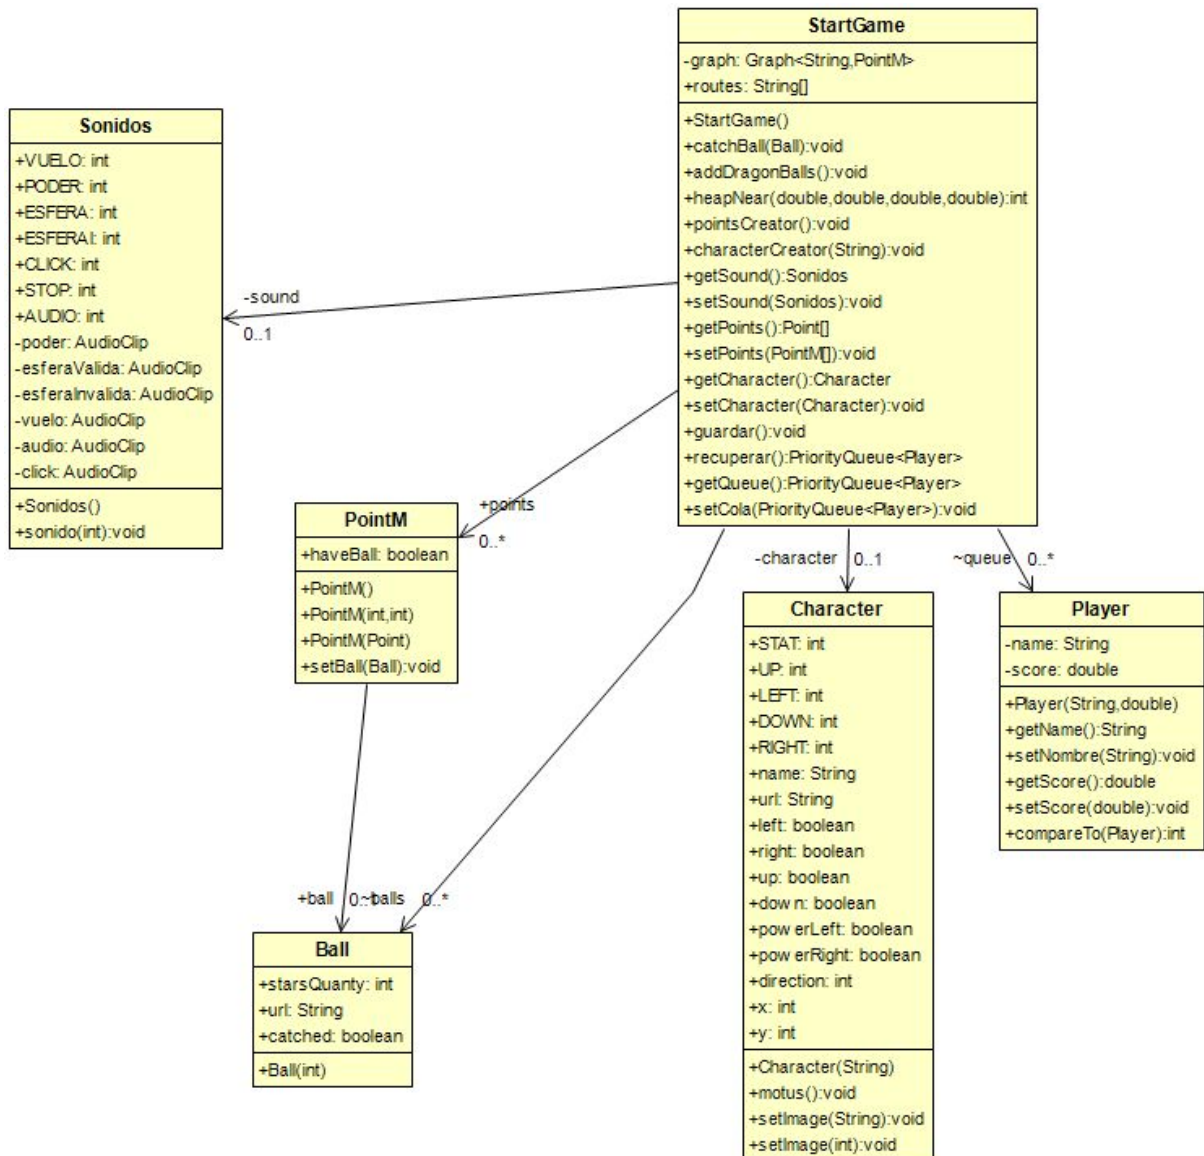 StartGame
-graph: Graph<String,PointM>
+routes: String[]
+StartGame()
+catchBall(Ball):void
+addDragonBalls():void
+heapNear(double,double,double,double):int
+pointsCreator():void
+characterCreator(String):void
+getSound():Sonidos
+setSound(Sonidos):void
+getPoints():Point[]
+setPoints(PointM[]):void
+getCharacter():Character
+setCharacter(Character):void
+guardar():void
+recuperar():PriorityQueue<Player>
+getQueue():PriorityQueue<Player>
+setCola(PriorityQueue<Player>):void
Sonidos
+VUELO: int
+PODER: int
+ESFERA: int
+ESFERAI: int
+CLICK: int
+STOP: int
+AUDIO: int
-poder: AudioClip
-esferaValida: AudioClip
-esferaInvalida: AudioClip
-vuelo: AudioClip
-audio: AudioClip
-click: AudioClip
+Sonidos()
+sonido(int):void
-sound
0..1
+points
0..*
PointM
+haveBall: boolean
+PointM()
+PointM(int,int)
+PointM(Point)
+setBall(Ball):void
-character 0..1
~queue 0..*
Character
+STAT: int
+UP: int
+LEFT: int
+DOWN: int
+RIGHT: int
+name: String
+url: String
+left: boolean
+right: boolean
+up: boolean
+down: boolean
+powerLeft: boolean
+powerRight: boolean
+direction: int
+x: int
+y: int
+Character(String)
+motus():void
+setImage(String):void
+setImage(int):void
Player
-name: String
-score: double
+Player(String,double)
+getName():String
+setNombre(String):void
+getScore():double
+setScore(double):void
+compareTo(Player):int
+ball 0..1
~balls 0..*
Ball
+starsQuanty: int
+url: String
+catched: boolean
+Ball(int)